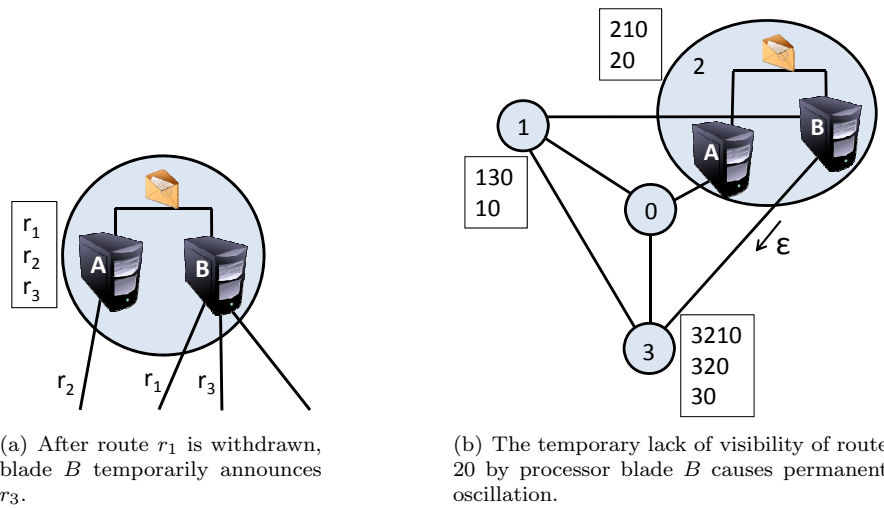 r1
r2
r3
A
B
r2
r1
r3
(a) After route r1 is withdrawn,
blade B temporarily announces
r3.
210
20
2
A
B
1
130
10
0
ε
3
3210
320
30
(b) The temporary lack of visibility of route
20 by processor blade B causes permanent
oscillation.